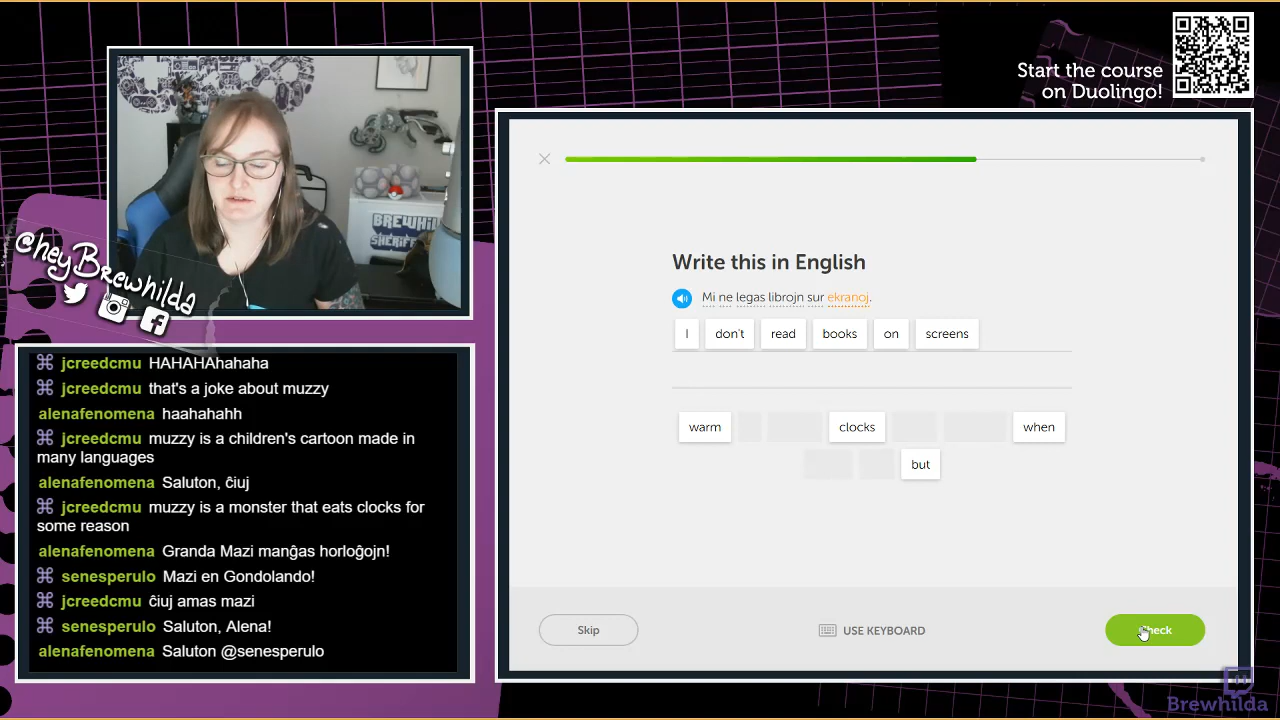 Start the course
on Duolingo!
@heyBrewhilda
BREWHIL
SHERIFF
jcreedcmu HAHAHAhahaha
jcreedcmu that's a joke about muzzy
alenafenomena haahahahh
jcreedcmu muzzy is a children's cartoon made in
many languages
alenafenomena Saluton, ĉiuj
jcreedcmu muzzy is a monster that eats clocks for
some reason
alenafenomena Granda Mazi manĝas horloĝojn!
senesperulo Mazi en Gondolando!
jcreedcmu ĉiuj amas mazi
senesperulo Saluton, Alena!
alenafenomena Saluton @senesperulo
Write this in English
Mi ne legas librojn sur ekranoj.
I don't read books on screens
warm clocks when
but
Skip USE KEYBOARD Check
Brewhilda